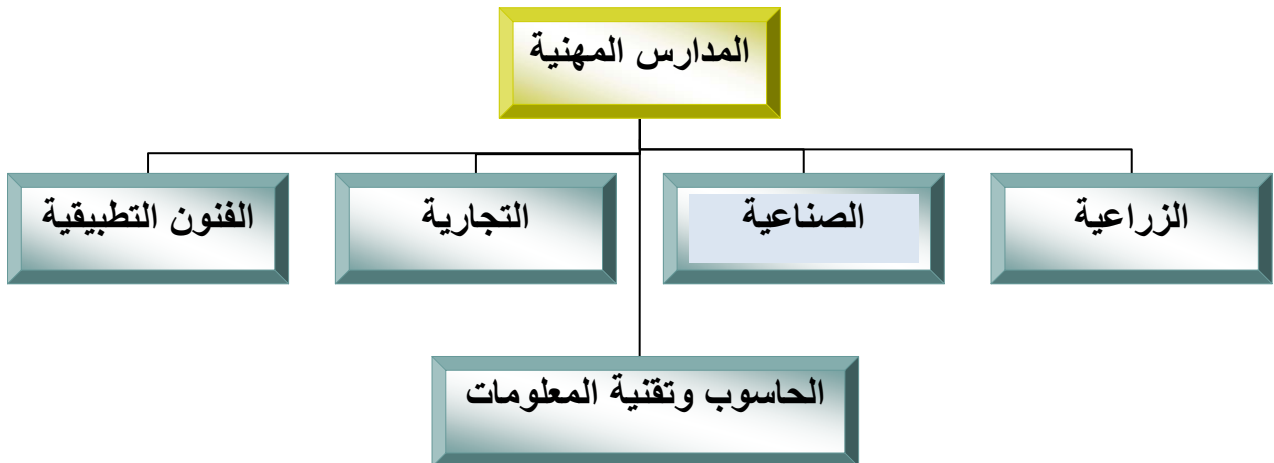 المدارس المهنية
الزراعية
الصناعية
التجارية
الفنون التطبيقية
الحاسوب وتقنية المعلومات